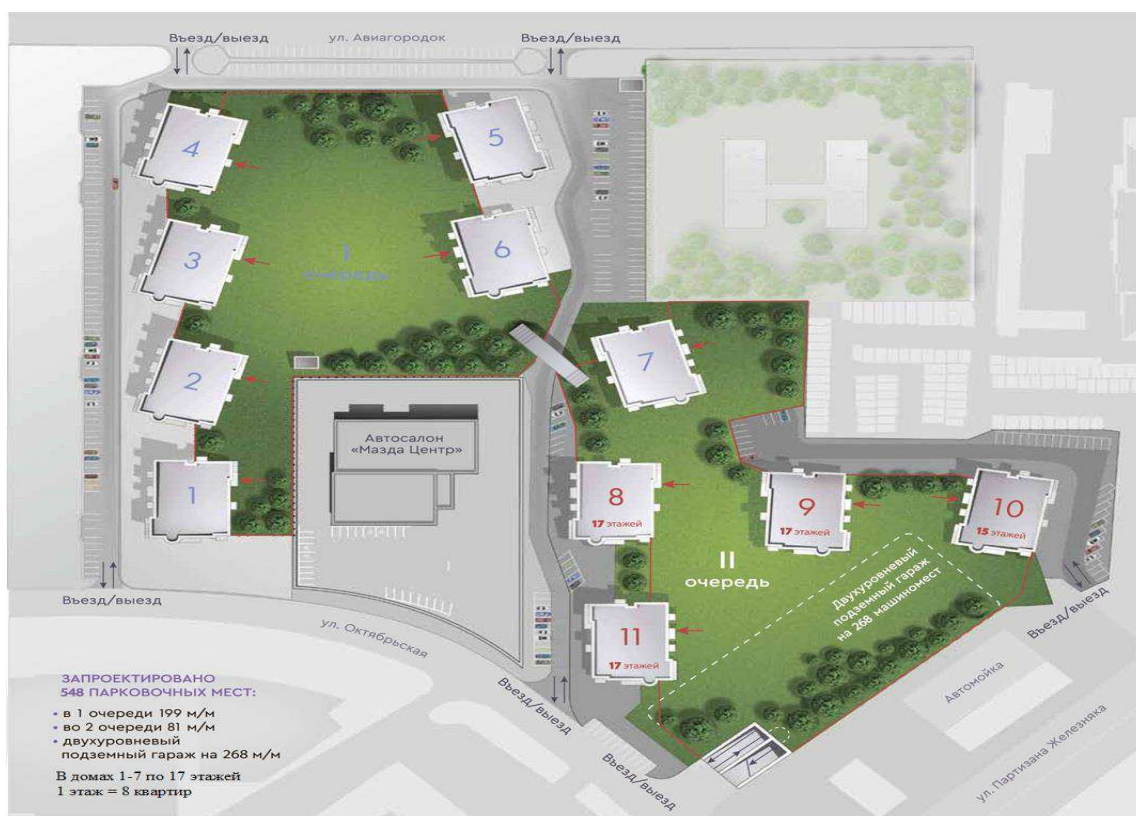 Въезд/выезд
ул. Авиагородок
Въезд/выезд
4
5
3
6
I
очередь
2
7
Автосалон
«Мазда Центр»
1
8
17 этажей
9
17 этажей
10
15 этажей
II
очередь
Двухуровневый
подземный гараж
на 268 машиномест
Въезд/выезд
Въезд/выезд
ул. Октябрьская
11
17 этажей
Въезд/выезд
Автомойка
ул. Партизана Железняка
Въезд/выезд
ЗАПРОЕКТИРОВАНО
548 ПАРКОВОЧНЫХ МЕСТ:
• в 1 очереди 199 м/м
• во 2 очереди 81 м/м
• двухуровневый
подземный гараж на 268 м/м
В домах 1-7 по 17 этажей
1 этаж = 8 квартир